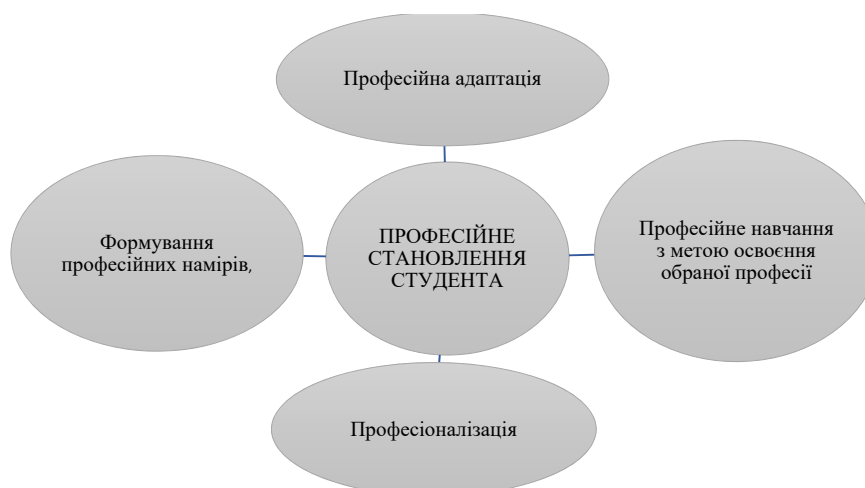 Професійна адаптація
Формування
професійних намірів,
ПРОФЕСІЙНЕ
СТАНОВЛЕННЯ
СТУДЕНТА
Професійне навчання
з метою освоєння
обраної професії
Професіоналізація